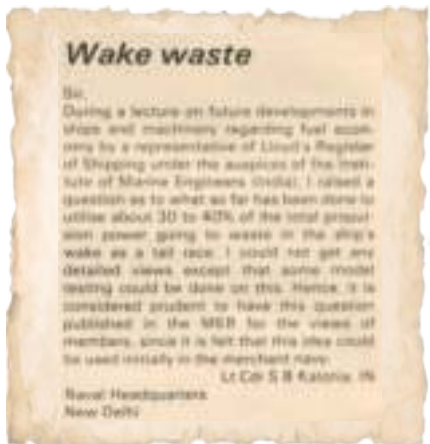 Wake waste
Sir,
During a lecture on future developments in
ships and machinery regarding fuel econ-
omy by a representative of Lloyd's Register
of Shipping under the auspices of the Insti-
tute of Marine Engineers (India), I raised a
question as to what so far has been done to
utilise about 30 to 40% of the total propul-
sion power going to waste in the ship's
wake as a tail race. I could not get any
detailed views except that some model
testing could be done on this. Hence, it is
considered prudent to have this question
published in the MER for the views of
members, since it is felt that this idea could
be used initially in the merchant navy.
Lt Cdr S B IN
Naval Headquarters
New Delhi